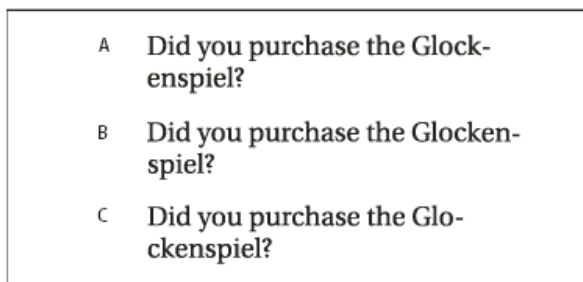 A Did you purchase the Glock-
enspiel?
B Did you purchase the Glocken-
spiel?
C Did you purchase the Glo-
ckenspiel?